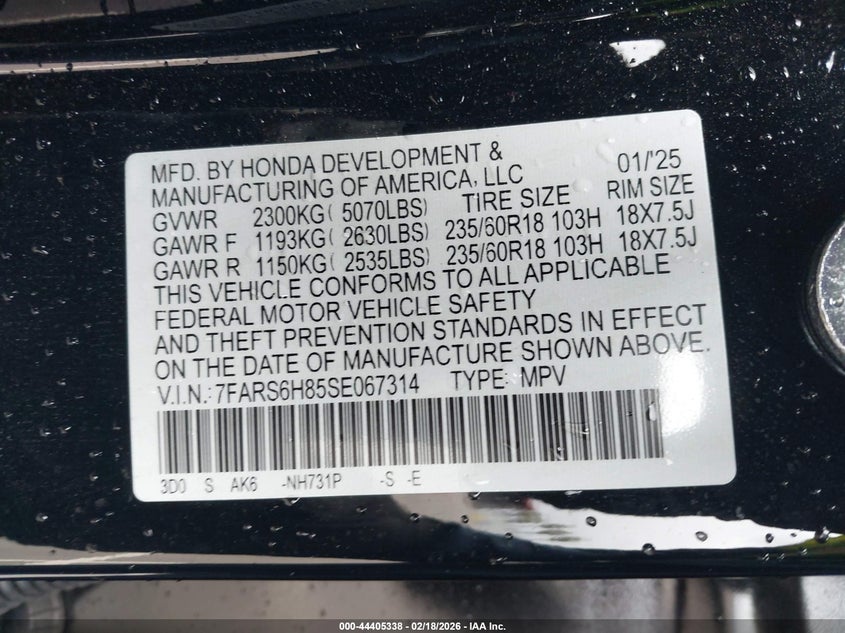 MFD. BY HONDA DEVELOPMENT &
MANUFACTURING OF AMERICA, LLC 01/'25
GVWR 2300KG( 5070LBS) TIRE SIZE RIM SIZE
GAWR F 1193KG( 2630LBS) 235/60R18 103H 18X7.5J
GAWR R 1150KG( 2535LBS) 235/60R18 103H 18X7.5J
THIS VEHICLE CONFORMS TO ALL APPLICABLE
FEDERAL MOTOR VEHICLE SAFETY
AND THEFT PREVENTION STANDARDS IN EFFECT
ON THE DATE OF MANUFACTURE SHOWN ABOVE.
V.I.N.:7FARS6H85SE067314 TYPE: MPV
3D0 S AK6 -NH731P -S -E
000-44405338 - 02/18/2026 - IAA Inc.